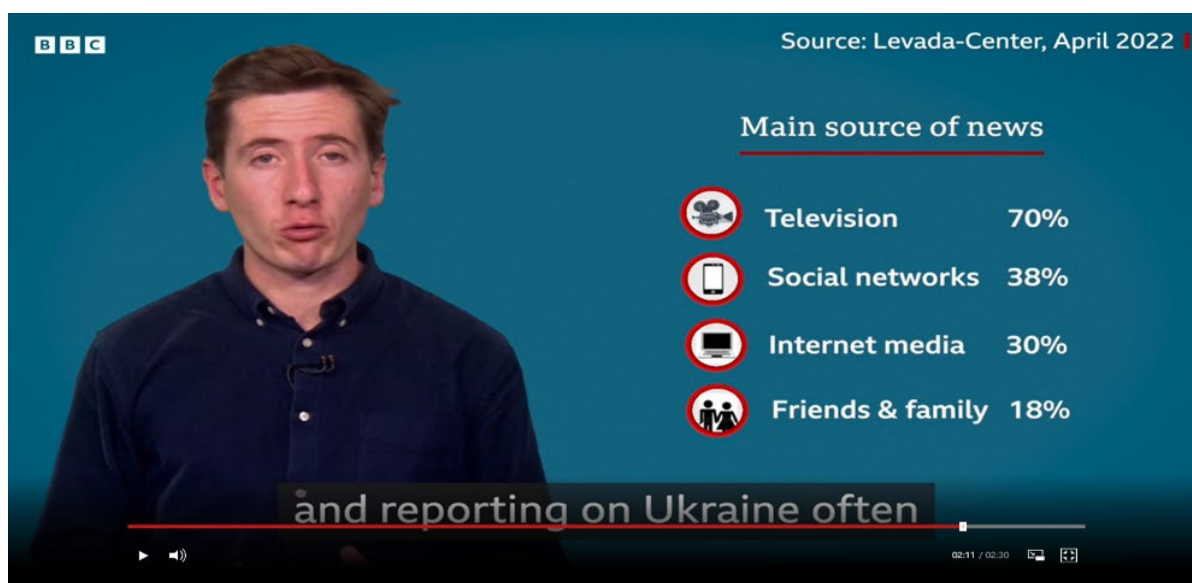 BBC
Source: Levada-Center, April 2022
Main source of news
Television 70%
Social networks 38%
Internet media 30%
Friends & family 18%
and reporting on Ukraine often
02:11 / 02:30